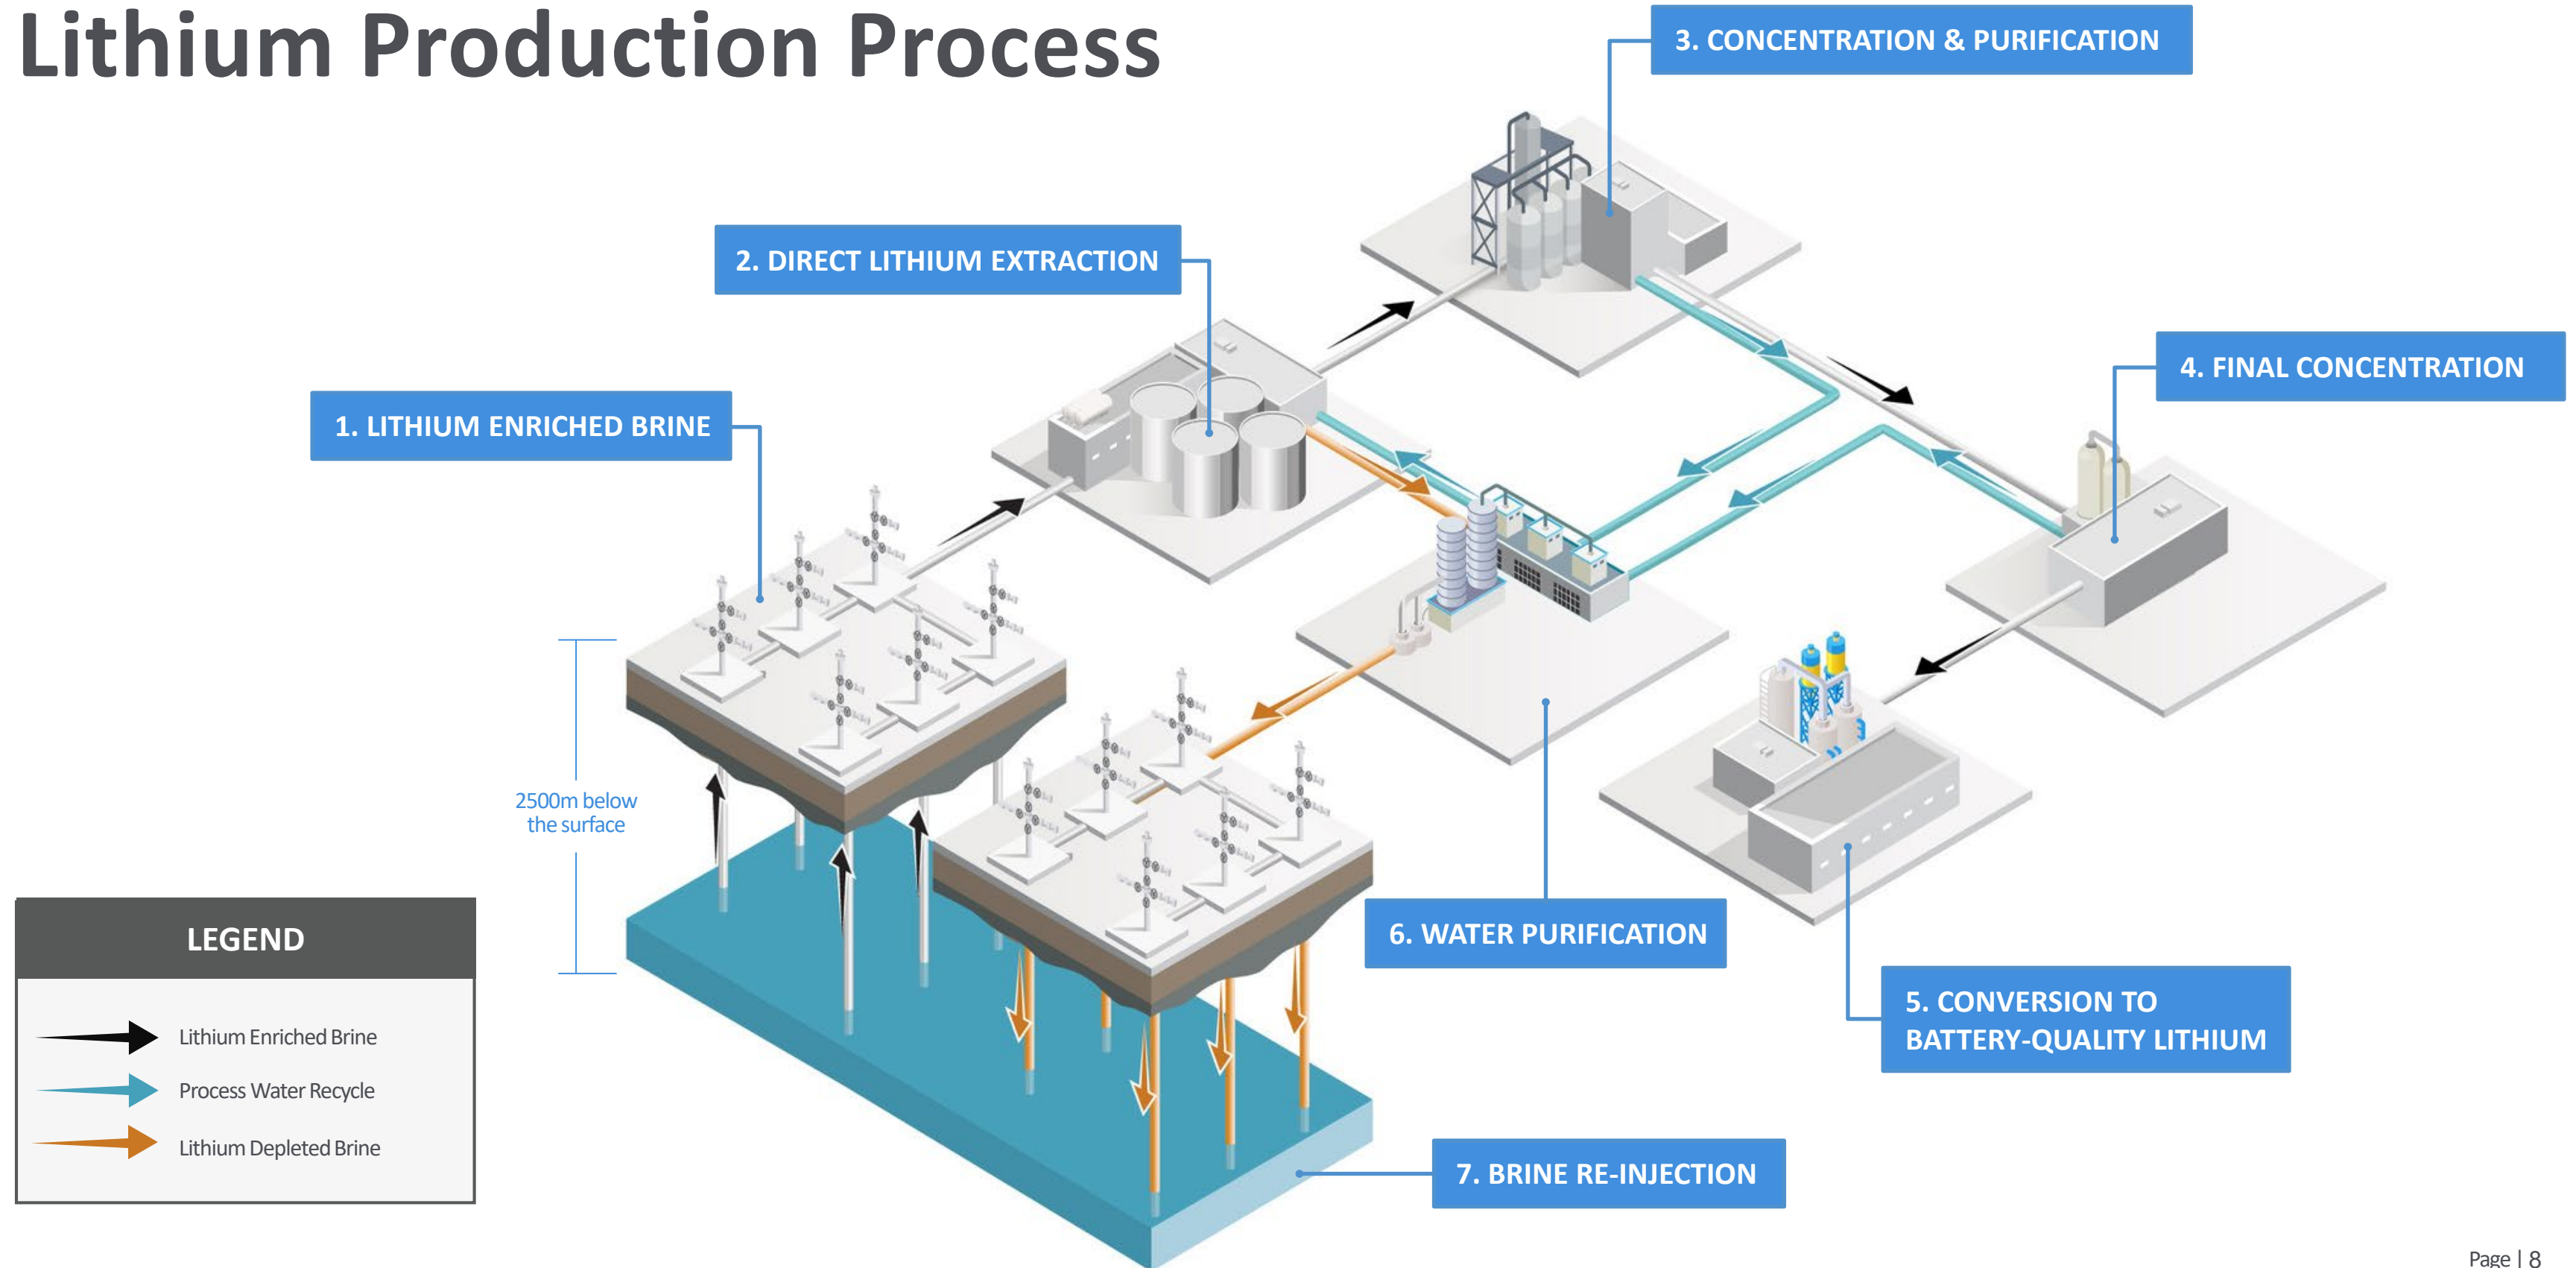 Lithium Production Process
3. CONCENTRATION & PURIFICATION
2. DIRECT LITHIUM EXTRACTION
4. FINAL CONCENTRATION
1. LITHIUM ENRICHED BRINE
2500m below
the surface
6. WATER PURIFICATION
5. CONVERSION TO
BATTERY-QUALITY LITHIUM
7. BRINE RE-INJECTION
LEGEND
Lithium Enriched Brine
Process Water Recycle
Lithium Depleted Brine
Page | 8